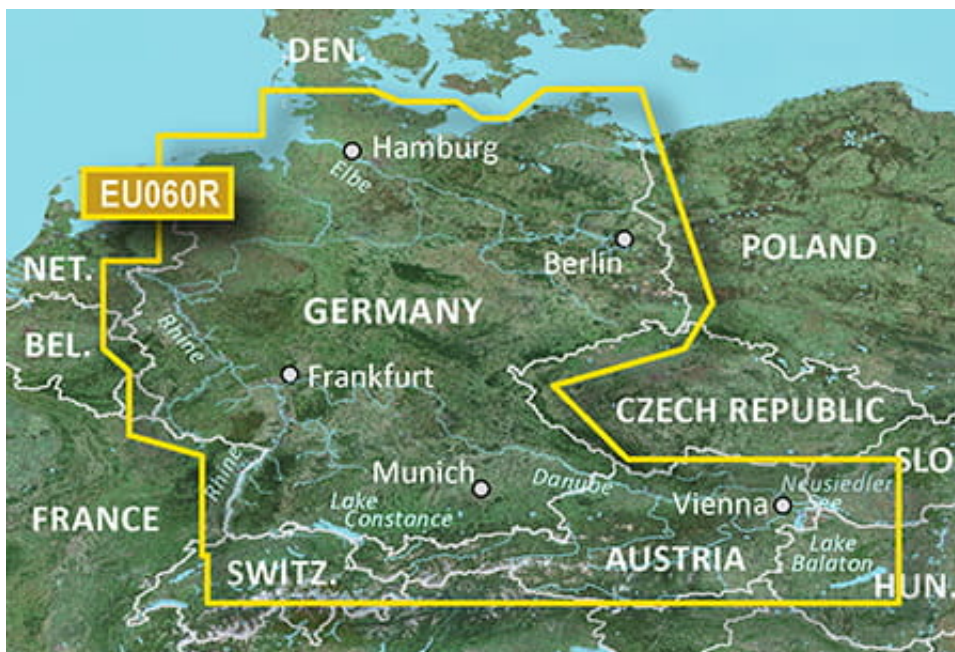 DEN.
Hamburg
Elbe
EU060R
Berlin
POLAND
NET.
GERMANY
Rhine
BEL.
Frankfurt
CZECH REPUBLIC
SLO
Rhine
Munich
Danube
Neusiedler
See
Vienna
Lake
Constance
FRANCE
Lake
Balaton
SWITZ.
AUSTRIA
HUN.